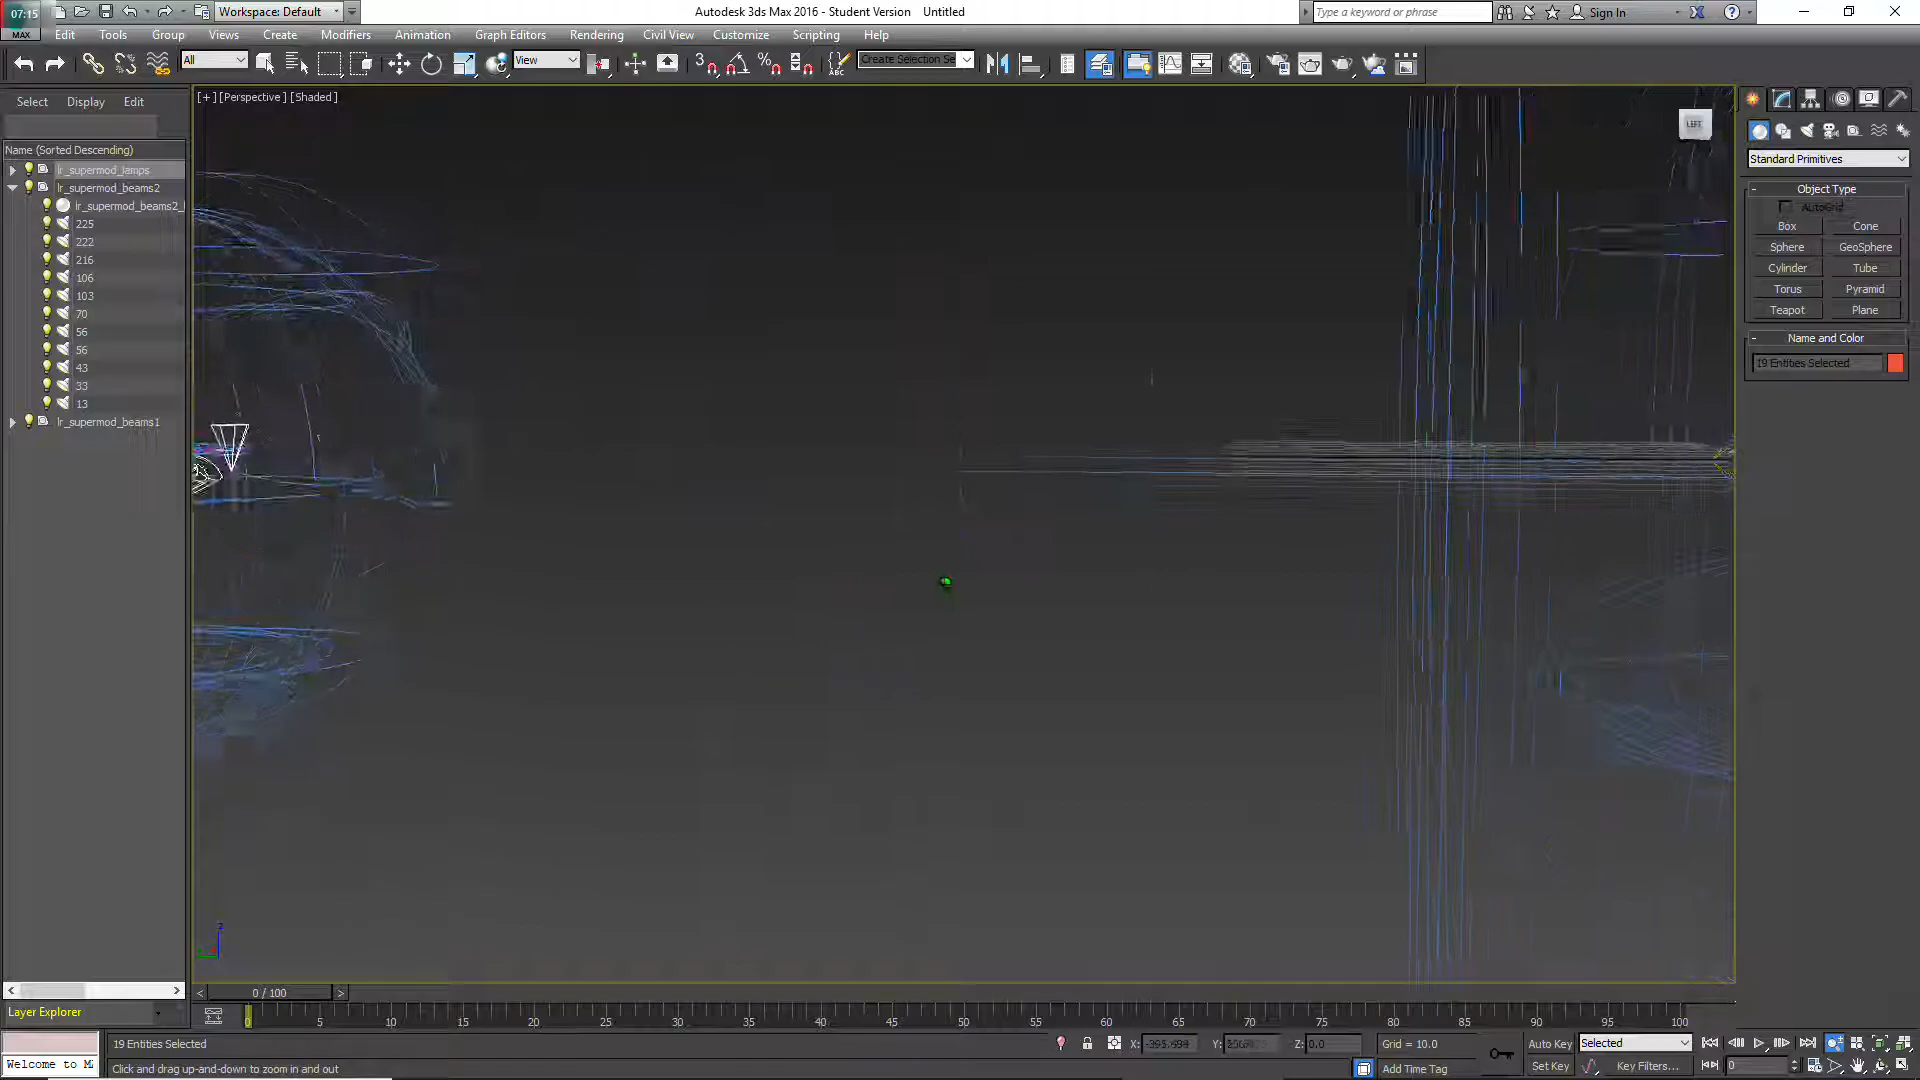 07:15
MAX
Workspace: Default
Autodesk 3ds Max 2016 - Student Version Untitled
Type a keyword or phrase
Sign In
Edit Tools Group Views Create Modifiers Animation Graph Editors Rendering Civil View Customize Scripting Help
All
View
3
ABC
Create Selection Se
Select Display Edit
[+] [Perspective] [Shaded]
LEFT
Name (Sorted Descending)
lr_supermod_lamps
lr_supermod_beams2
lr_supermod_beams2_
225
222
216
106
103
70
56
56
43
33
13
lr_supermod_beams1
Standard Primitives
Object Type
AutoGrid
Box Cone
Sphere GeoSphere
Cylinder Tube
Torus Pyramid
Teapot Plane
Name and Color
19 Entities Selected
z
0 / 100
Layer Explorer
0 5 10 15 20 25 30 35 40 45 50 55 60 65 70 75 80 85 90 95 100
19 Entities Selected
X: Y: Z: 0.0
Grid = 10.0
Auto Key
Selected
Welcome to M
Click and drag up-and-down to zoom in and out
Add Time Tag
Set Key
Key Filters...
0